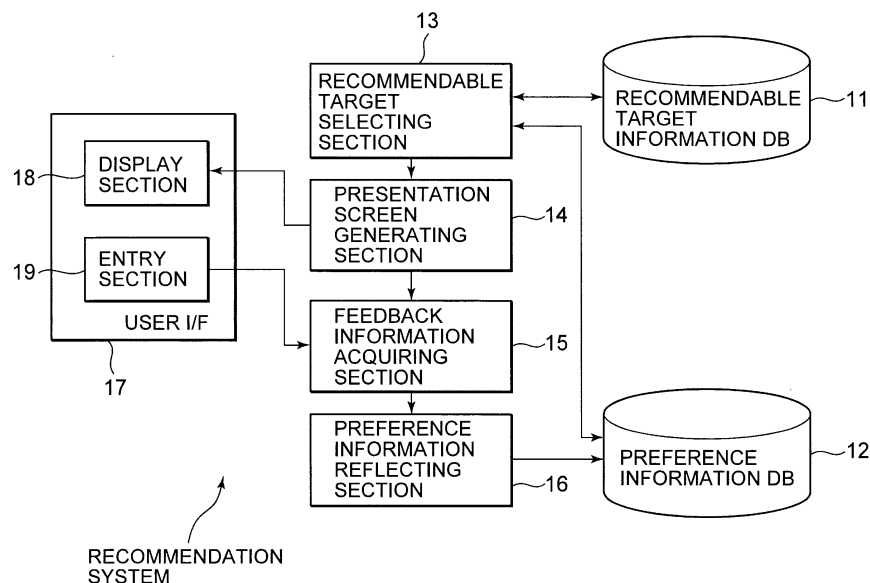 13
RECOMMENDABLE
TARGET
SELECTING
SECTION
RECOMMENDABLE
TARGET
INFORMATION DB
11
18
DISPLAY
SECTION
PRESENTATION
SCREEN
GENERATING
SECTION
14
19
ENTRY
SECTION
USER I/F
17
FEEDBACK
INFORMATION
ACQUIRING
SECTION
15
PREFERENCE
INFORMATION
REFLECTING
SECTION
16
PREFERENCE
INFORMATION DB
12
RECOMMENDATION
SYSTEM